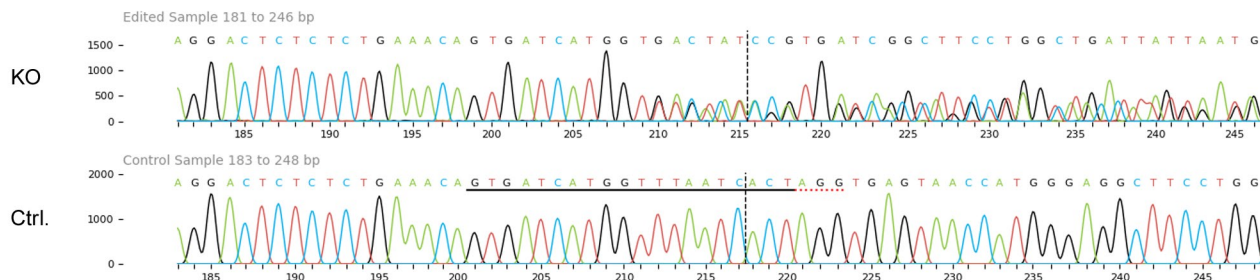 Edited Sample 181 to 246 bp
AGGACTCTCTCTGAAACAGTGATCATGGTGACTATCCGTGATCGGCTTCCTGGCTGATTATTAATG
1500
KO
1000
500
0
185 190 195 200 205 210 215 220 225 230 235 240 245
Control Sample 183 to 248 bp
2000
AGGACTCTCTCTGAAACAGTGATCATGGTTTAATCACTAGGTGAGTAACCATGGGAGGCTTCCTGG
Ctrl.
1000
0
185 190 195 200 205 210 215 220 225 230 235 240 245